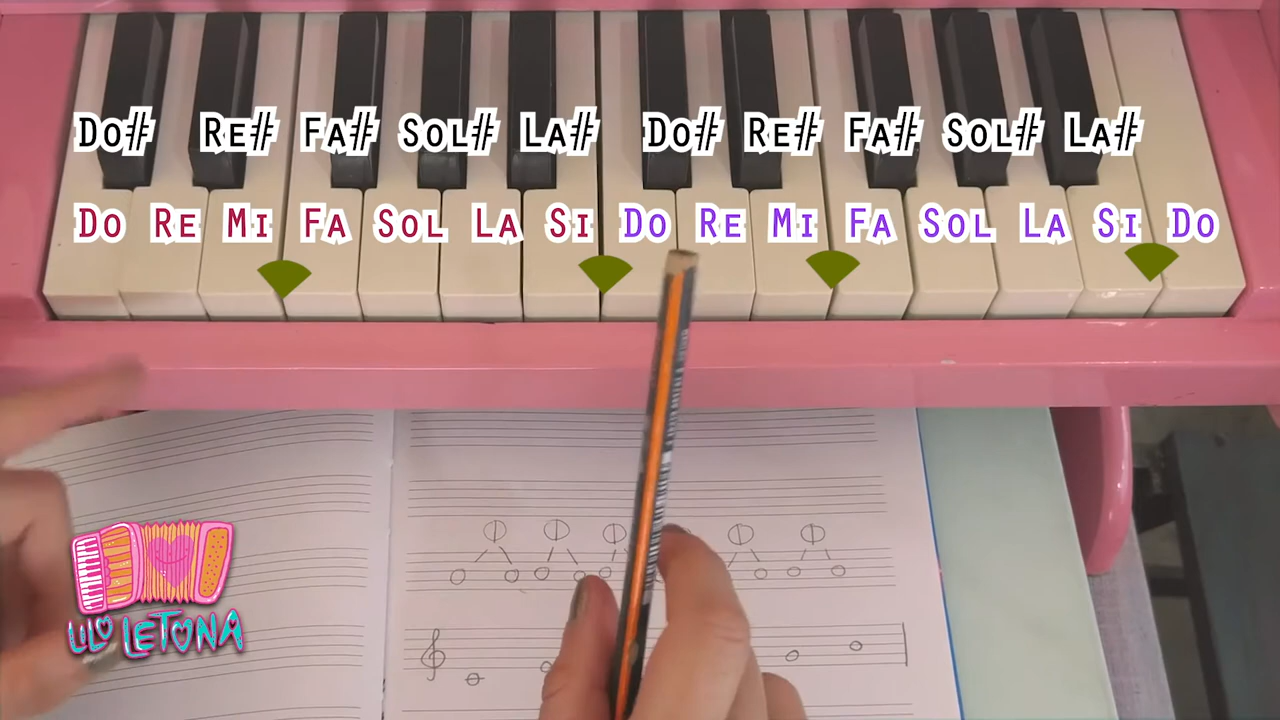 Do# Re# Fa# Sol# La# Do# Re# Fa# Sol# La#
Do Re Mi Fa Sol La Si Do Re Mi Fa Sol La Si Do
LILO LETONA